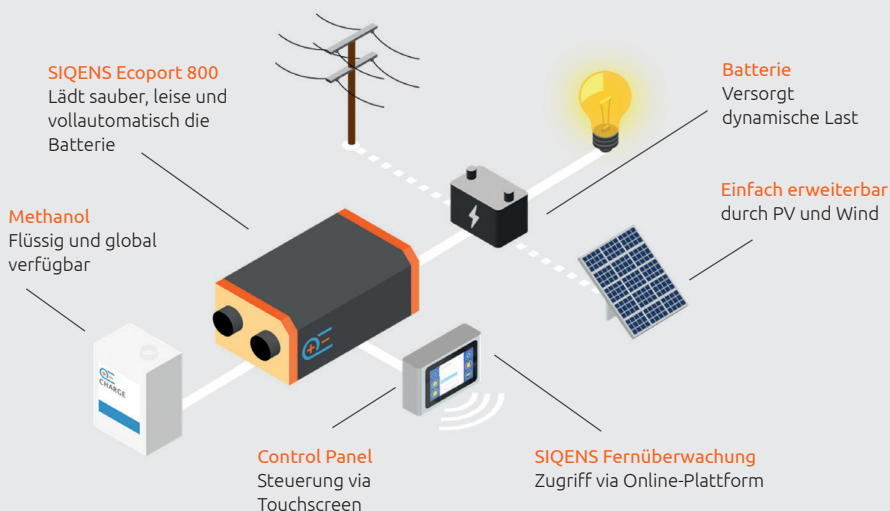 SIQENS Ecoport 800
Lädt sauber, leise und
vollautomatisch die
Batterie
Batterie
Versorgt
dynamische Last
Methanol
Flüssig und global
verfügbar
Einfach erweiterbar
durch PV und Wind
CHARGE
Control Panel
Steuerung via
Touchscreen
SIQENS Fernüberwachung
Zugriff via Online-Plattform